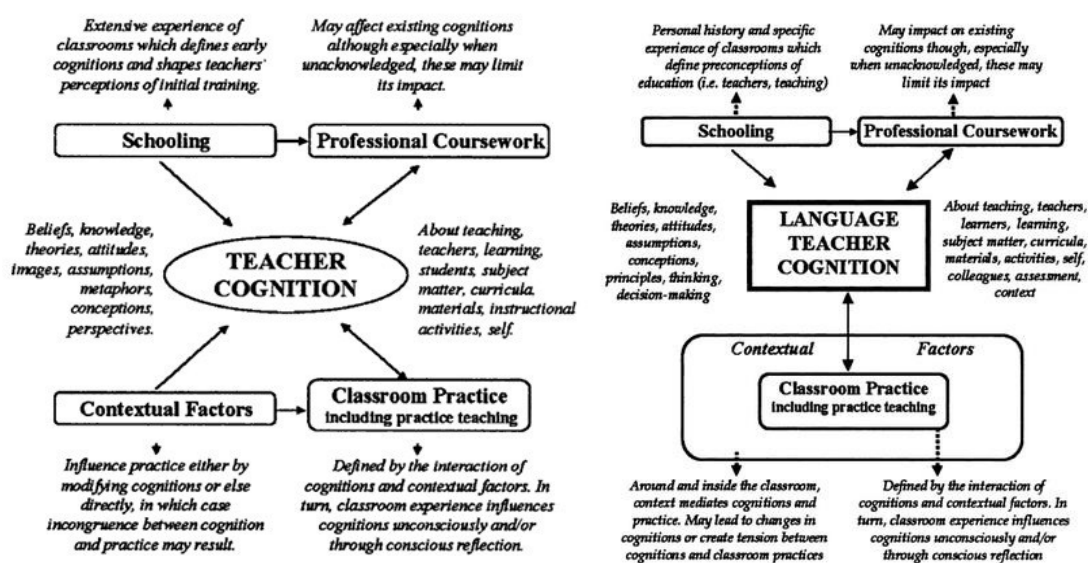 Extensive experience of
classrooms which defines early
cognitions and shapes teachers'
perceptions of initial training.
May affect existing cognitions
although especially when
unacknowledged, these may limit
its impact.
Schooling
Professional Coursework
Beliefs, knowledge,
theories, attitudes,
images, assumptions,
metaphors,
conceptions,
perspectives.
TEACHER
COGNITION
About teaching,
teachers, learning,
students, subject
matter, curricula,
materials, instructional
activities, self.
Contextual Factors
Classroom Practice
including practice teaching
Influence practice either by
modifying cognitions or else
directly, in which case
incongruence between cognition
and practice may result.
Defined by the interaction of
cognitions and contextual factors. In
turn, classroom experience influences
cognitions unconsciously and/or
through conscious reflection.
Personal history and specific
experience of classrooms which
define preconceptions of
education (i.e. teachers, teaching)
May impact on existing
cognitions though, especially
when unacknowledged, these may
limit its impact
Schooling
Professional Coursework
Beliefs, knowledge,
theories, attitudes,
assumptions,
conceptions,
principles, thinking,
decision-making
LANGUAGE
TEACHER
COGNITION
About teaching, teachers,
learners, learning,
subject matter, curricula,
materials, activities, self,
colleagues, assessment,
context
Contextual Factors
Classroom Practice
including practice teaching
Around and inside the classroom,
context mediates cognitions and
practice. May lead to changes in
cognitions or create tension between
cognitions and classroom practices
Defined by the interaction of
cognitions and contextual factors. In
turn, classroom experience influences
cognitions unconsciously and/or
through conscious reflection